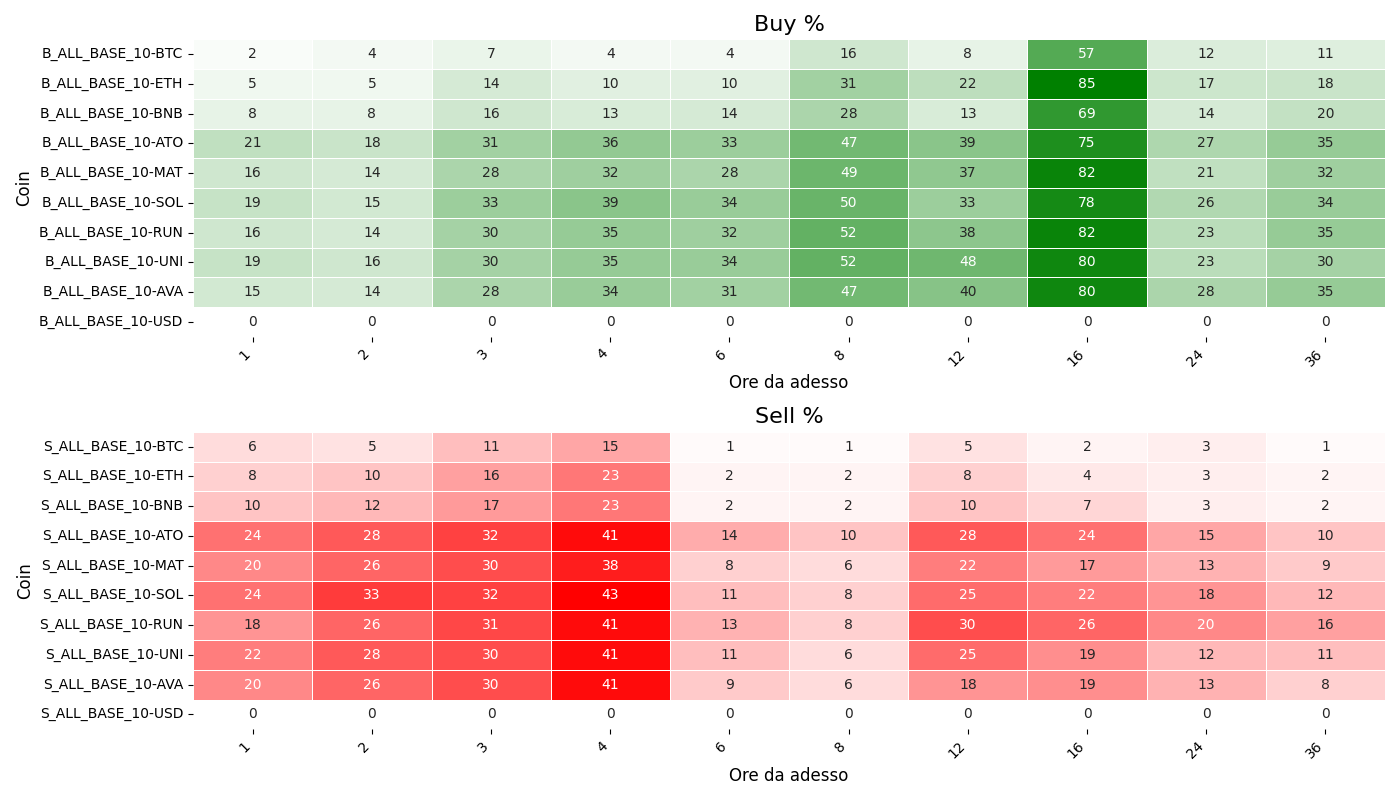 Buy %
Coin
B_ALL_BASE_10-BTC 2 4 7 4 4 16 8 57 12 11
B_ALL_BASE_10-ETH 5 5 14 10 10 31 22 85 17 18
B_ALL_BASE_10-BNB 8 8 16 13 14 28 13 69 14 20
B_ALL_BASE_10-ATO 21 18 31 36 33 47 39 75 27 35
B_ALL_BASE_10-MAT 16 14 28 32 28 49 37 82 21 32
B_ALL_BASE_10-SOL 19 15 33 39 34 50 33 78 26 34
B_ALL_BASE_10-RUN 16 14 30 35 32 52 38 82 23 35
B_ALL_BASE_10-UNI 19 16 30 35 34 52 48 80 23 30
B_ALL_BASE_10-AVA 15 14 28 34 31 47 40 80 28 35
B_ALL_BASE_10-USD 0 0 0 0 0 0 0 0 0 0
1 2 3 4 6 8 12 16 24 36
Ore da adesso
Sell %
Coin
S_ALL_BASE_10-BTC 6 5 11 15 1 1 5 2 3 1
S_ALL_BASE_10-ETH 8 10 16 23 2 2 8 4 3 2
S_ALL_BASE_10-BNB 10 12 17 23 2 2 10 7 3 2
S_ALL_BASE_10-ATO 24 28 32 41 14 10 28 24 15 10
S_ALL_BASE_10-MAT 20 26 30 38 8 6 22 17 13 9
S_ALL_BASE_10-SOL 24 33 32 43 11 8 25 22 18 12
S_ALL_BASE_10-RUN 18 26 31 41 13 8 30 26 20 16
S_ALL_BASE_10-UNI 22 28 30 41 11 6 25 19 12 11
S_ALL_BASE_10-AVA 20 26 30 41 9 6 18 19 13 8
S_ALL_BASE_10-USD 0 0 0 0 0 0 0 0 0 0
1 2 3 4 6 8 12 16 24 36
Ore da adesso